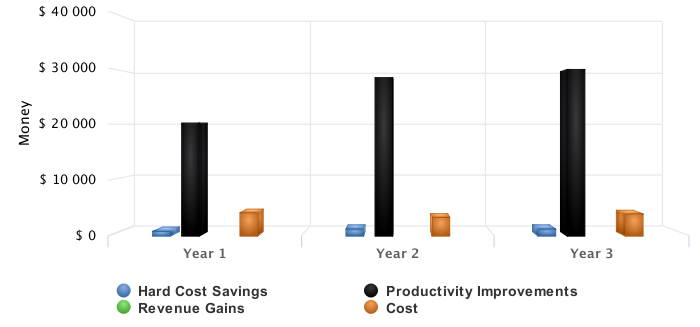 $ 40 000
$ 30 000
$ 20 000
$ 10 000
$ 0
Money
Year 1
Year 2
Year 3
Hard Cost Savings
Productivity Improvements
Revenue Gains
Cost